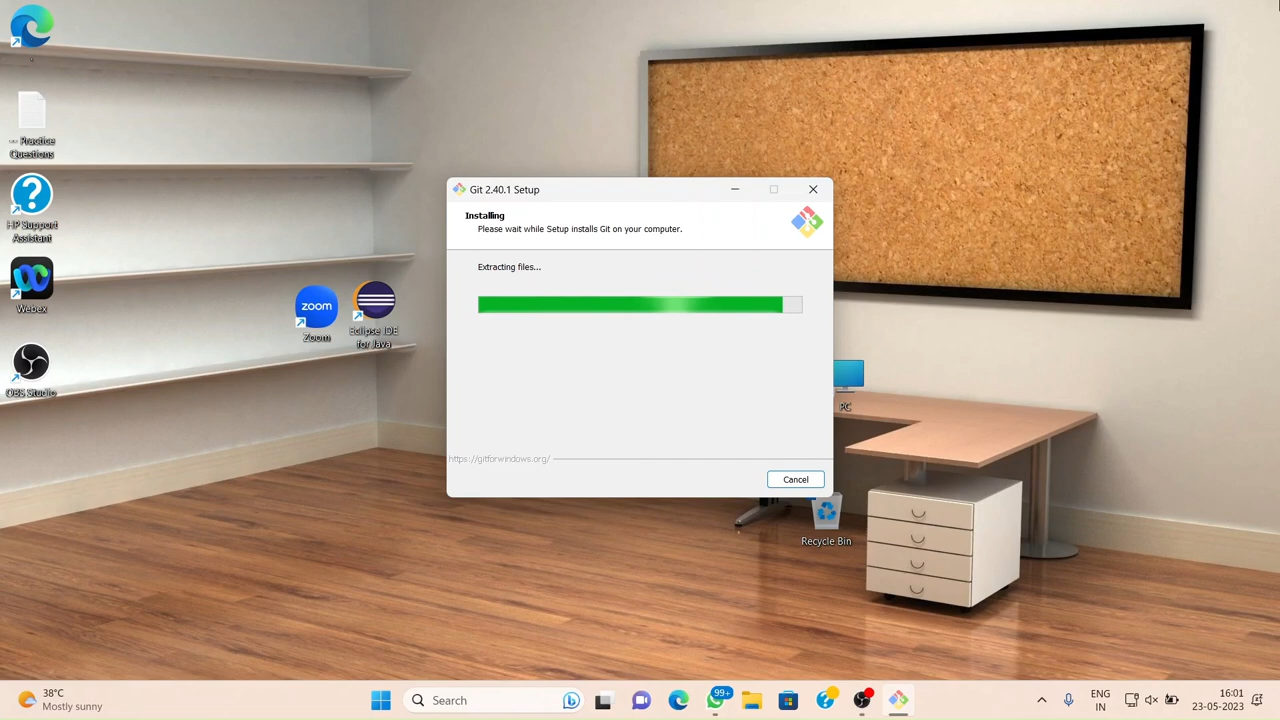 -- Practice
Questions
HP Support
Assistant
Webex
OBS Studio
zoom
Zoom
Eclipse IDE
for Java
Git 2.40.1 Setup
Installing
Please wait while Setup installs Git on your computer.
Extracting files...
https://gitforwindows.org/
Cancel
PC
Recycle Bin
38°C
Mostly sunny
Search
99+
ENG
IN
16:01
23-05-2023